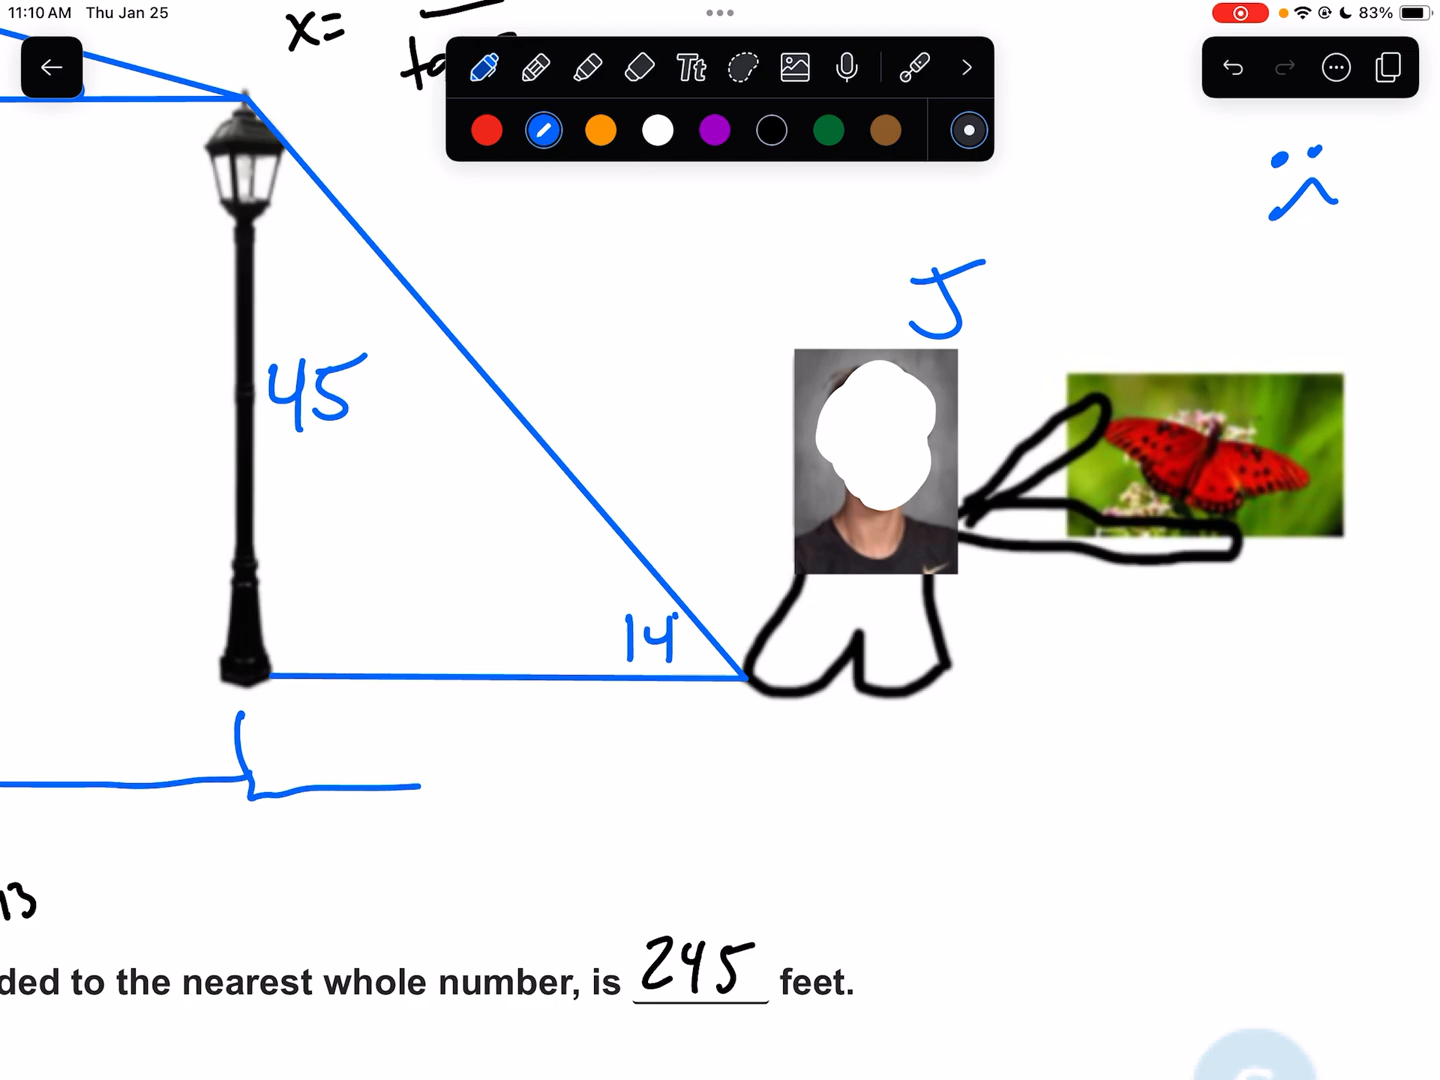 11:10 AM Thu Jan 25
83%
x=
Tt
J
45
14°
13
ded to the nearest whole number, is 245 feet.